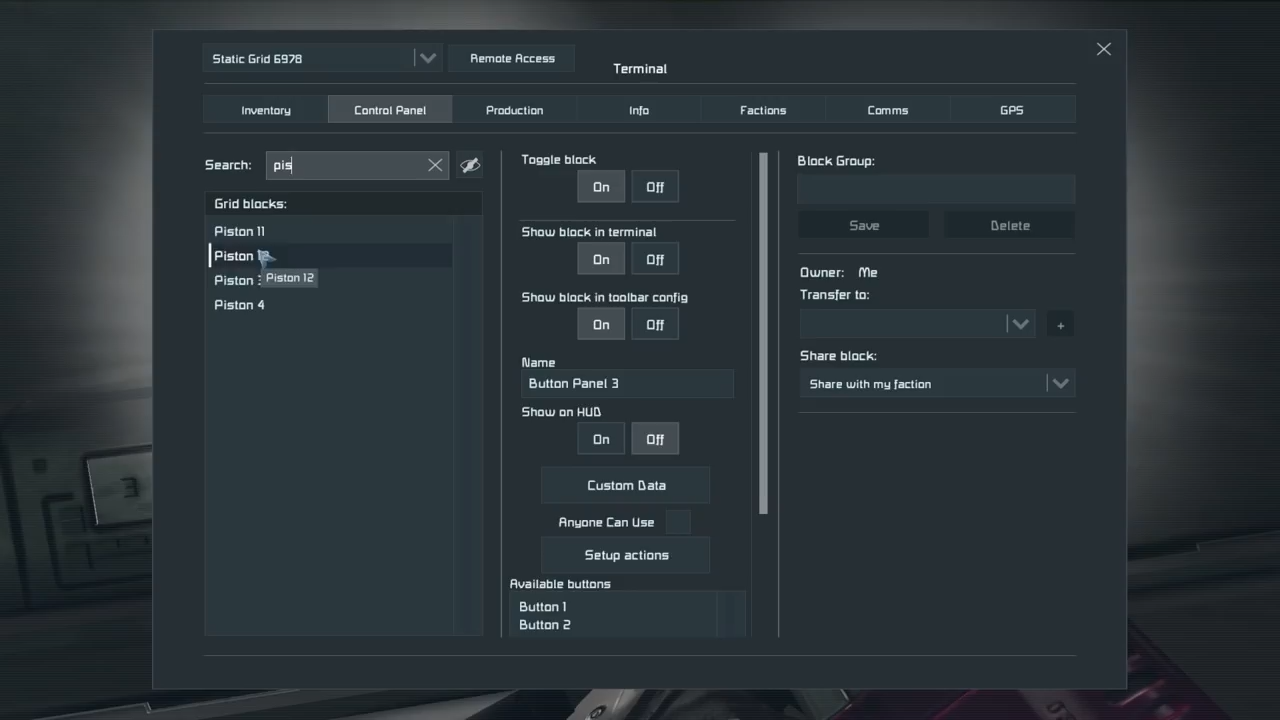 Static Grid 6978
Remote Access
Terminal
Inventory
Control Panel
Production
Info
Factions
Comms
GPS
Search:
pis
Grid blocks:
Piston 11
Piston
Piston 12
Piston
Piston 4
Toggle block
On
Off
Show block in terminal
On
Off
Show block in toolbar config
On
Off
Name
Button Panel 3
Show on HUD
On
Off
Custom Data
Anyone Can Use
Setup actions
Available buttons
Button 1
Button 2
Block Group:
Save
Delete
Owner: Me
Transfer to:
+
Share block:
Share with my faction
3